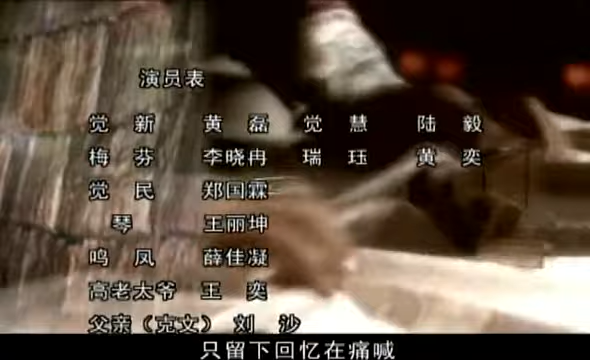 演员表
觉 新 黄 磊 觉 慧 陆 毅
梅 芬 李晓冉 瑞 珏 黄 奕
觉 民 郑国霖
琴 王丽坤
鸣 凤 薛佳凝
高老太爷 王 奕
父亲（克文） 刘 沙
只留下回忆在痛喊